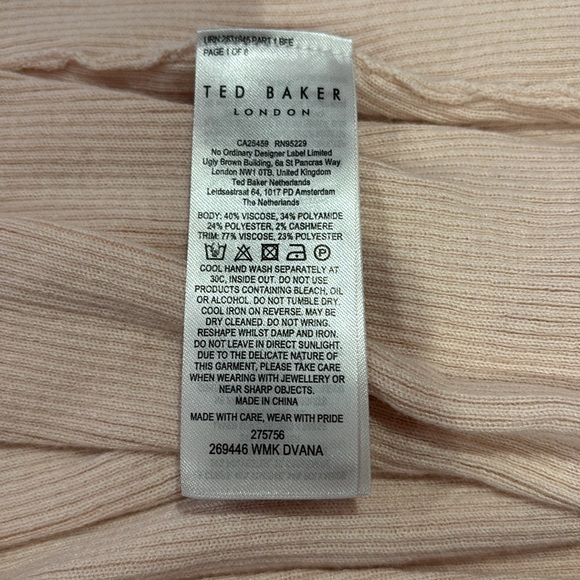 PART 1
PAGE 1 OF
TED BAKER
LONDON
CA25459 RN95229
No Ordinary Designer Label Limited
Ugly Brown Building, 6a St Pancras Way
London NW1 0TB, United Kingdom
Ted Baker Netherlands
Leidsestraat 64, 1017 PD Amsterdam
The Netherlands
BODY: 40% VISCOSE, 34% POLYAMIDE
24% POLYESTER, 2% CASHMERE
TRIM: 77% VISCOSE, 23% POLYESTER
P
COOL HAND WASH SEPARATELY AT
30C, INSIDE OUT. DO NOT USE
PRODUCTS CONTAINING BLEACH, OIL
OR ALCOHOL. DO NOT TUMBLE DRY.
COOL IRON ON REVERSE. MAY BE
DRY CLEANED. DO NOT WRING.
RESHAPE WHILST DAMP AND IRON.
DO NOT LEAVE IN DIRECT SUNLIGHT.
DUE TO THE DELICATE NATURE OF
THIS GARMENT, PLEASE TAKE CARE
WHEN WEARING WITH JEWELLERY OR
NEAR SHARP OBJECTS.
MADE IN CHINA
MADE WITH CARE, WEAR WITH PRIDE
275756
269446 WMK DVANA